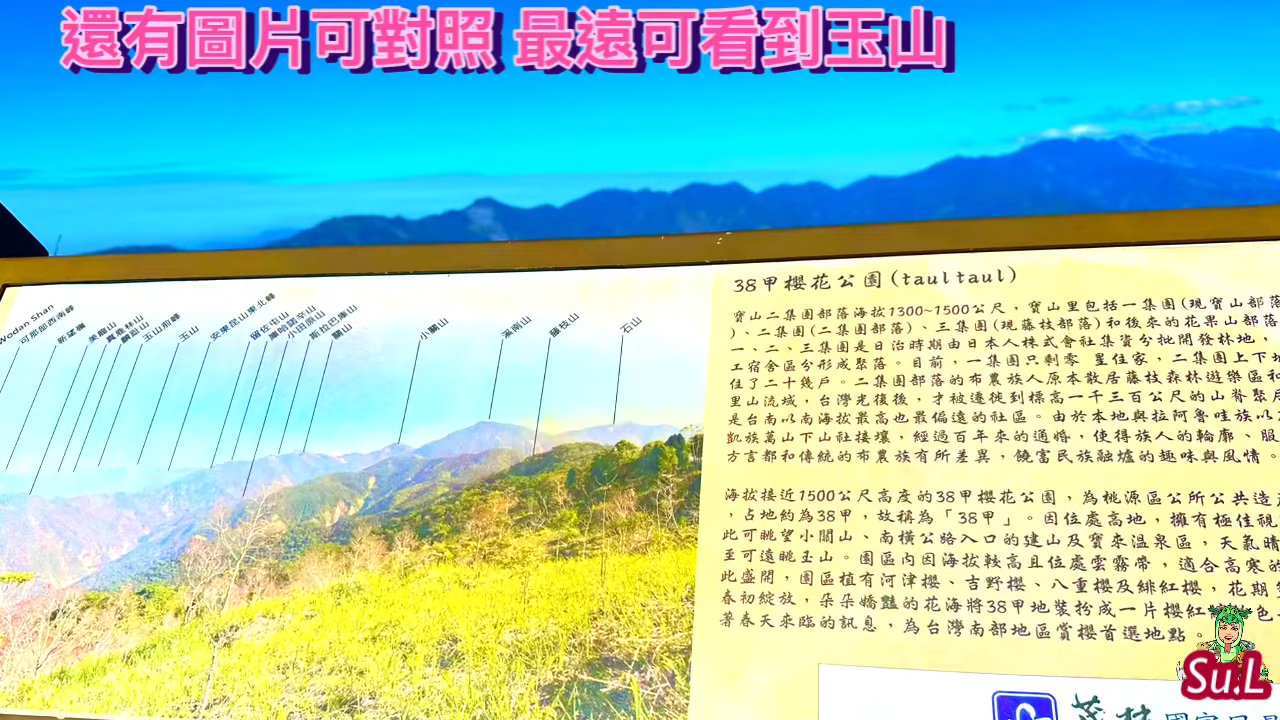 還有圖片可對照 最遠可看到玉山
Wodan Shan
可那部西南峰
新望嶺
美壠山
真卷林山
關趾山
玉山前峰
玉山
安東昆山東北峰
留佐屯山
摩哈諾辛山
小田原山
斯拉巴庫山
關山
小關山
溪南山
藤枝山
石山
38甲櫻花公園(taultaul)
寶山二集團部落海拔1300~1500公尺,寶山里包括一集團(現寶山部落
)、二集團(二集團部落)、三集團(現藤枝部落)和後來的花果山部落
一、二、三集團是日治時期由日本人株式會社集資分批開發林地,
工宿舍區分形成聚落。目前,一集團只剩零 星住家,二集團上下
住了二十幾戶。二集團部落的布農族人原本散居藤枝森林遊樂區和
里山流域,台灣光復後,才被遷徙到標高一千三百公尺的山脊聚
是台南以南海拔最高也最偏遠的社區。由於本地與拉阿魯哇族以
凱族萬山下山社接壤,經過百年來的通婚,使得族人的輪廓、服
方言都和傳統的布農族有所差異,饒富民族融爐的趣味與風情。
海拔接近1500公尺高度的38甲櫻花公園,為桃源區公所公共造
,占地約為38甲,故稱為「38甲」。因位處高地,擁有極佳視
此可眺望小關山、南橫公路入口的建山及寶來溫泉區,天氣晴
至可遠眺玉山。園區內因海拔較高且位處雲霧帶,適合高寒的
此盛開,園區植有河津櫻、吉野櫻、八重櫻及緋紅櫻,花期
春初綻放,朵朵嬌豔的花海將38甲地裝扮成一片櫻紅 色
著春天來臨的訊息,為台灣南部地區賞櫻首選地點。
Su.L
茂林